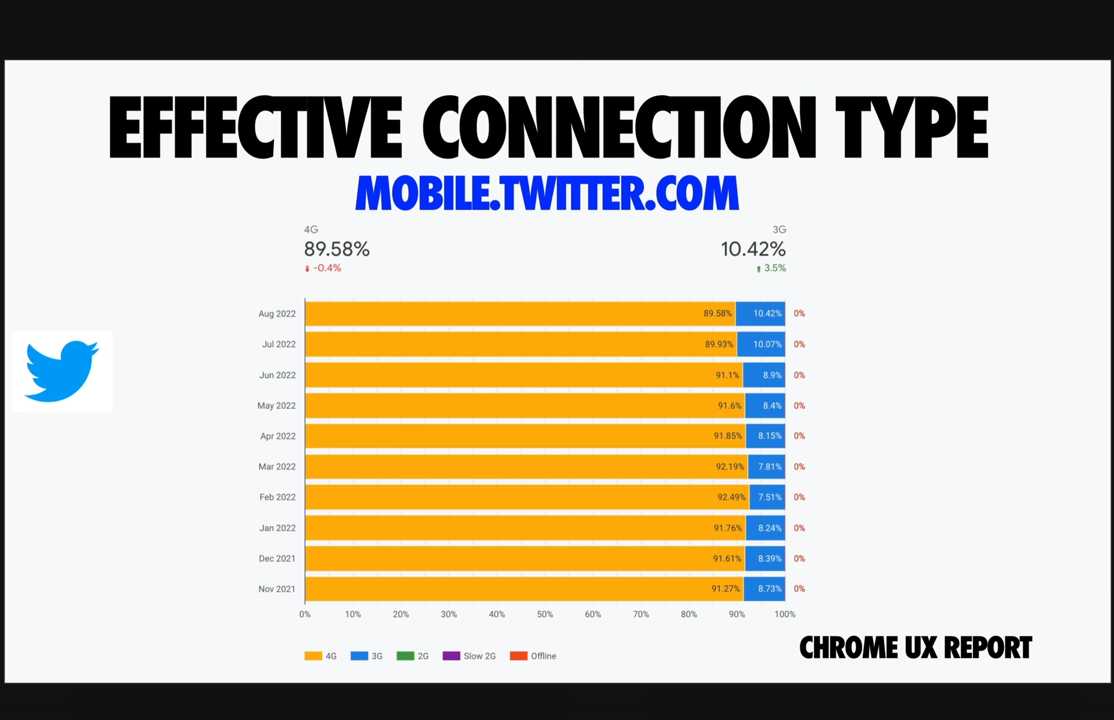 EFFECTIVE CONNECTION TYPE
MOBILE.TWITTER.COM
4G 3G
89.58% 10.42%
-0.4% 3.5%
Aug 2022 89.58% 10.42% 0%
Jul 2022 89.93% 10.07% 0%
Jun 2022 91.1% 8.9% 0%
May 2022 91.6% 8.4% 0%
Apr 2022 91.85% 8.15% 0%
Mar 2022 92.19% 7.81% 0%
Feb 2022 92.49% 7.51% 0%
Jan 2022 91.76% 8.24% 0%
Dec 2021 91.61% 8.39% 0%
Nov 2021 91.27% 8.73% 0%
0% 10% 20% 30% 40% 50% 60% 70% 80% 90% 100%
4G 3G 2G Slow 2G Offline
CHROME UX REPORT